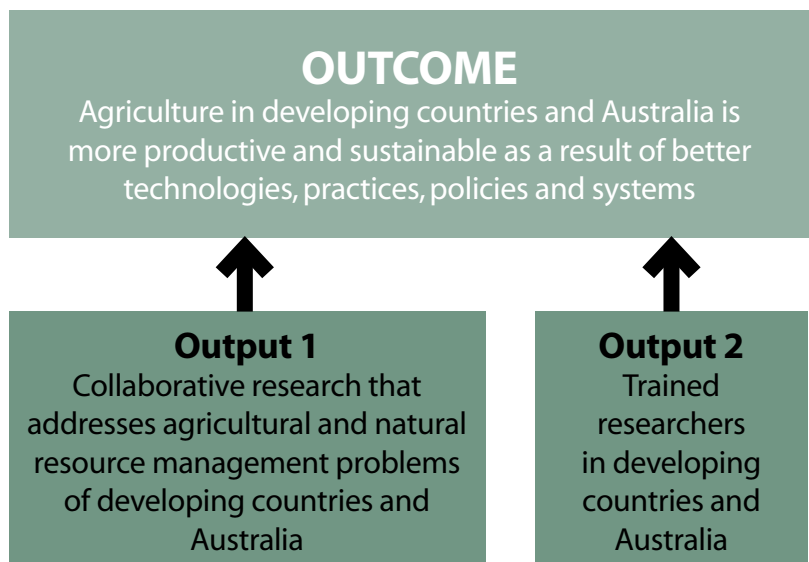 OUTCOME
Agriculture in developing countries and Australia is
more productive and sustainable as a result of better
technologies, practices, policies and systems
Output 1
Collaborative research that
addresses agricultural and natural
resource management problems
of developing countries and
Australia
Output 2
Trained
researchers
in developing
countries and
Australia